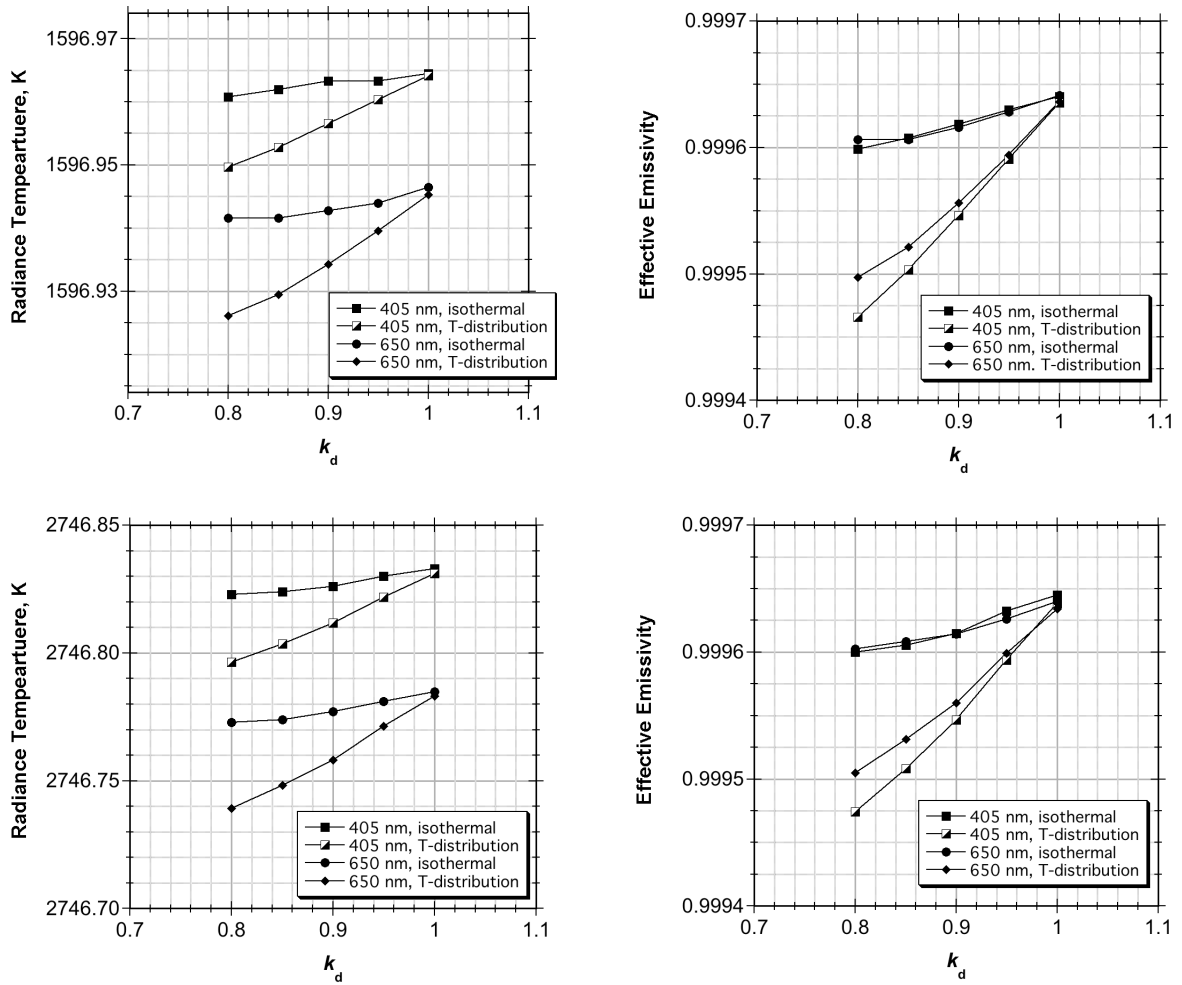 1596.97
1596.95
1596.93
0.7 0.8 0.9 1 1.1
Radiance Tempeartuere, K
k d
405 nm, isothermal
405 nm, T-distribution
650 nm, isothermal
650 nm, T-distribution
0.9997
0.9996
0.9995
0.9994
0.7 0.8 0.9 1 1.1
Effective Emissivity
k d
405 nm, isothermal
405 nm, T-distribution
650 nm, isothermal
650 nm. T-distribution
2746.85
2746.80
2746.75
2746.70
0.7 0.8 0.9 1 1.1
Radiance Tempeartuere, K
k d
405 nm, isothermal
405 nm, T-distribution
650 nm, isothermal
650 nm, T-distribution
0.9997
0.9996
0.9995
0.9994
0.7 0.8 0.9 1 1.1
Effective Emissivity
k d
405 nm, isothermal
405 nm, T-distribution
650 nm, isothermal
650 nm, T-distribution